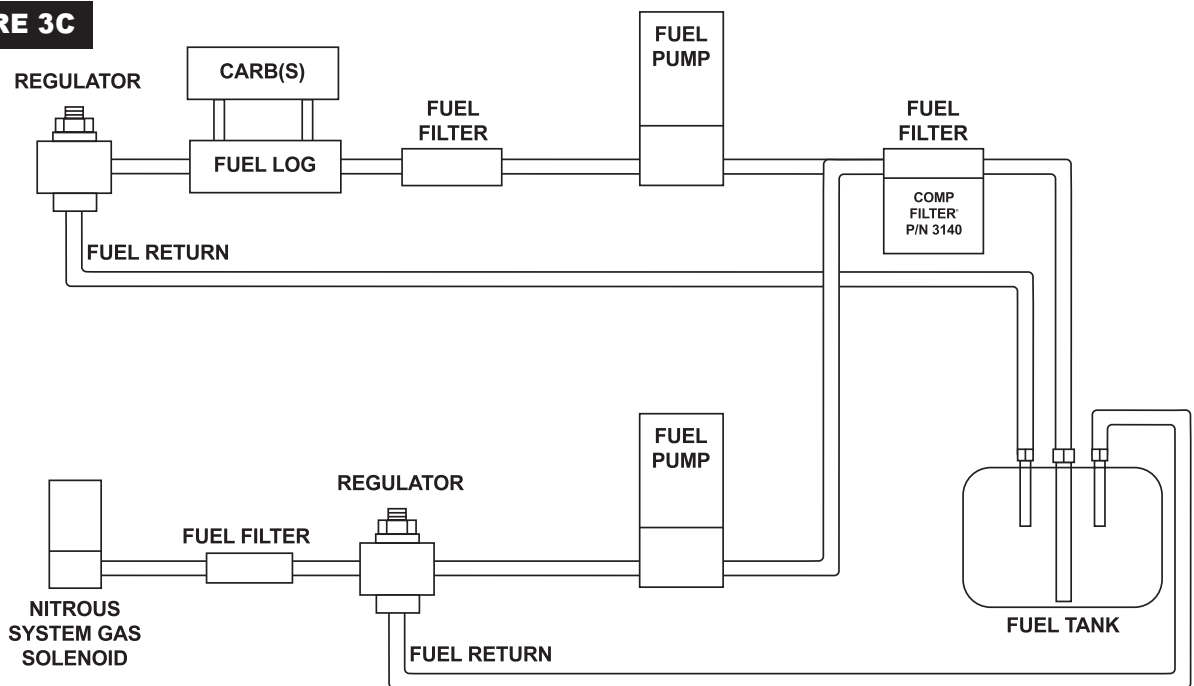 RE 3C
REGULATOR
CARB(S)
FUEL LOG
FUEL
FILTER
FUEL
PUMP
FUEL
FILTER
COMP
FILTER®
P/N 3140
FUEL RETURN
FUEL
PUMP
REGULATOR
FUEL FILTER
NITROUS
SYSTEM GAS
SOLENOID
FUEL RETURN
FUEL TANK